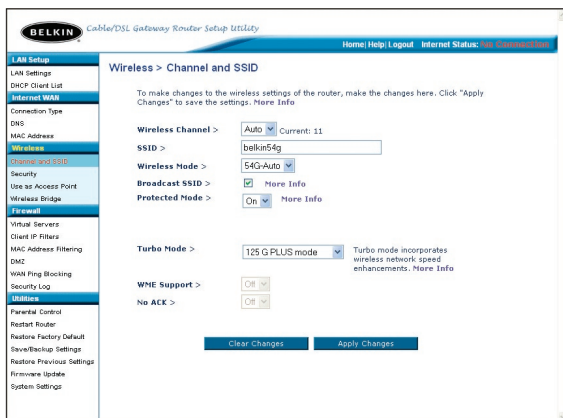 BELKIN
Cable/DSL Gateway Router Setup Utility
Home|Help|Logout Internet Status: No Connection
LAN Setup
LAN Settings
DHCP Client List
Internet WAN
Connection Type
DNS
MAC Address
Wireless
Channel and SSID
Security
Use as Access Point
Wireless Bridge
Firewall
Virtual Servers
Client IP Filters
MAC Address Filtering
DMZ
WAN Ping Blocking
Security Log
Utilities
Parental Control
Restart Router
Restore Factory Default
Save/Backup Settings
Restore Previous Settings
Firmware Update
System Settings
Wireless > Channel and SSID
To make changes to the wireless settings of the router, make the changes here. Click "Apply
Changes" to save the settings. More Info
Wireless Channel > Auto Current: 11
SSID > belkin54g
Wireless Mode > 54G-Auto
Broadcast SSID > More Info
Protected Mode > On More Info
Turbo Mode > 125 G PLUS mode Turbo mode incorporates
wireless network speed
enhancements. More Info
WME Support > Off
No ACK > Off
Clear Changes Apply Changes